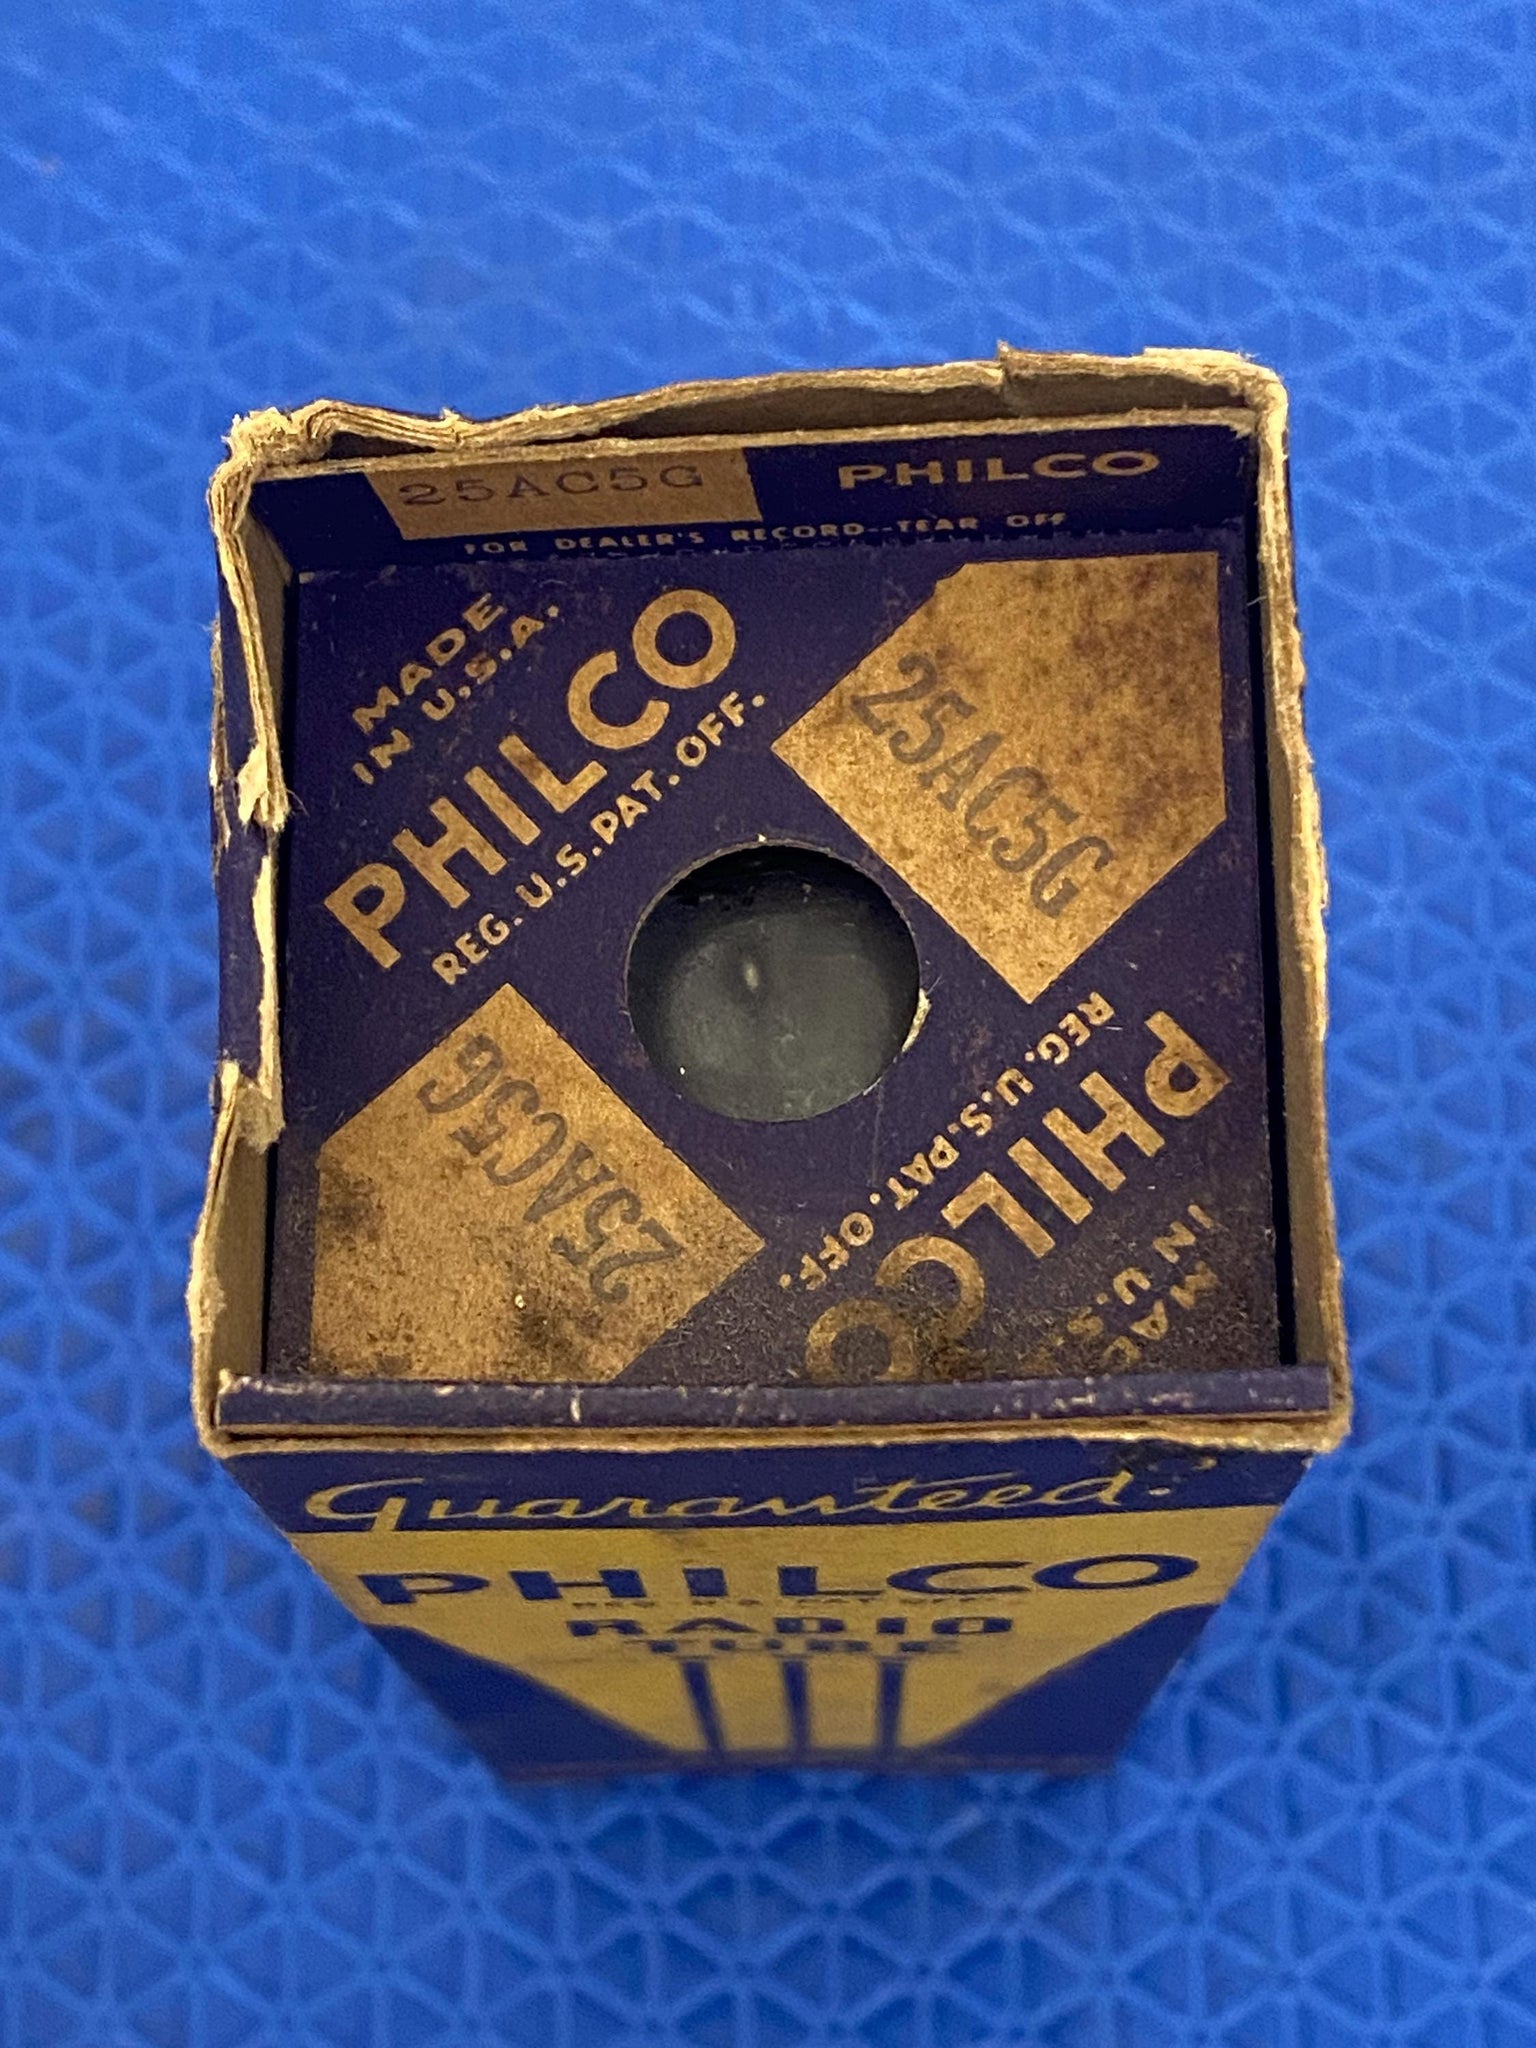 25AC5G PHILCO
FOR DEALER'S RECORD--TEAR OFF
MADE
IN U.S.A.
PHILCO
REG. U.S. PAT. OFF.
25AC5G
25AC5G
PHILCO
REG. U.S. PAT. OFF.
IN U.S.
Guaranteed
PHILCO
RADIO
TUBE